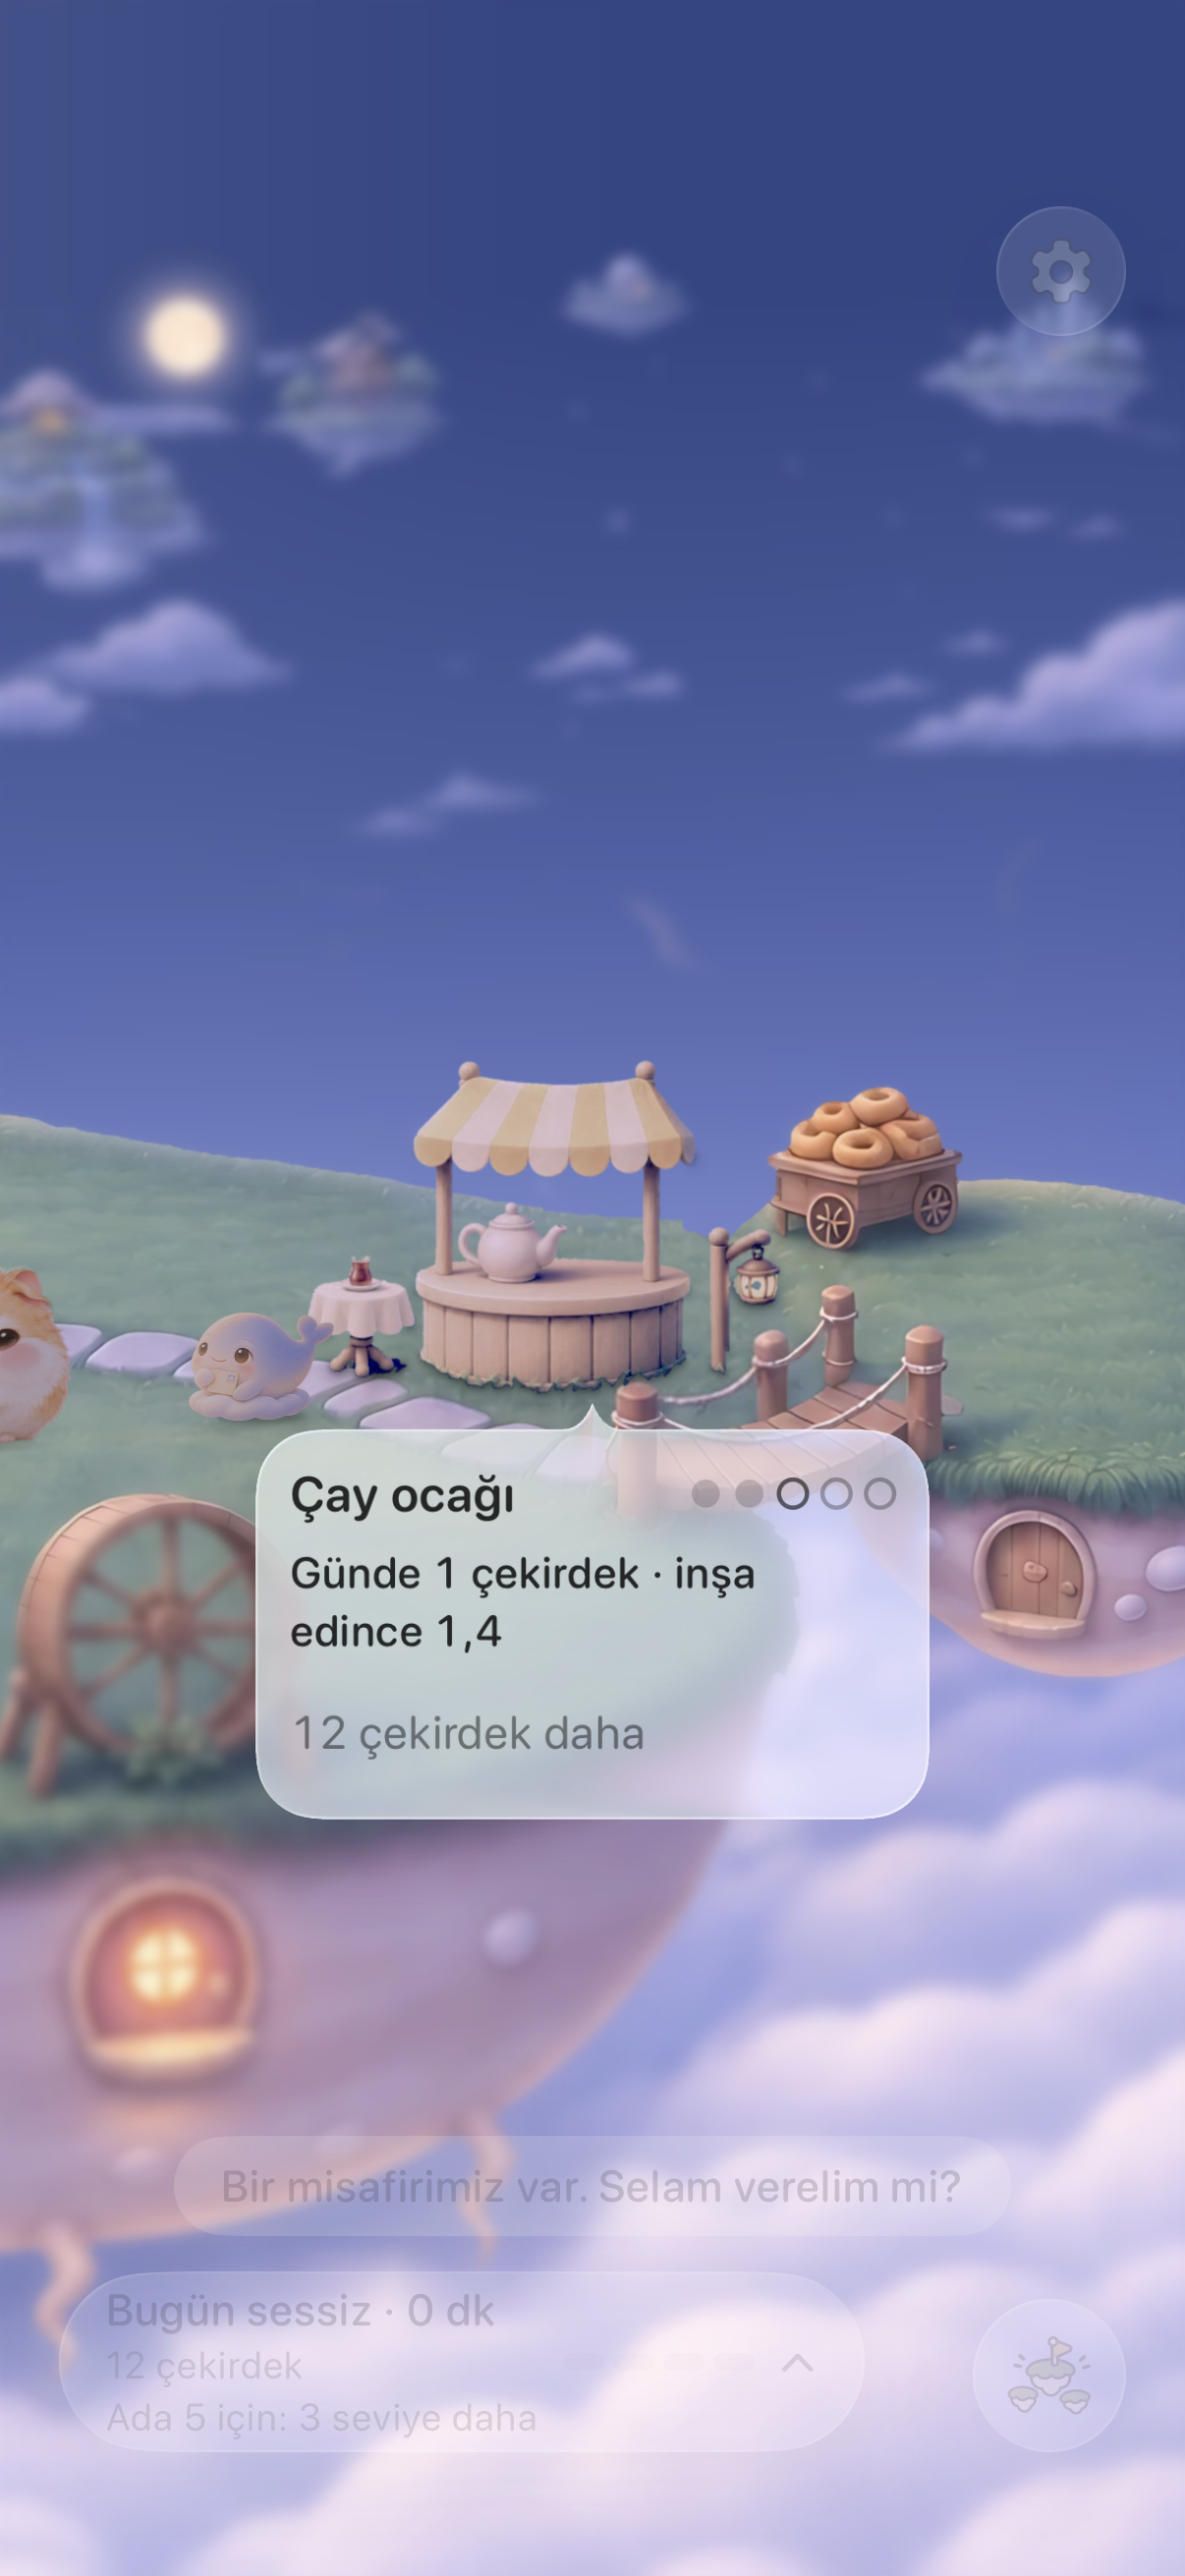 Çay ocağı
Günde 1 çekirdek · inşa
edince 1,4
12 çekirdek daha
Bir misafirimiz var. Selam verelim mi?
Bugün sessiz · 0 dk
12 çekirdek
Ada 5 için: 3 seviye daha